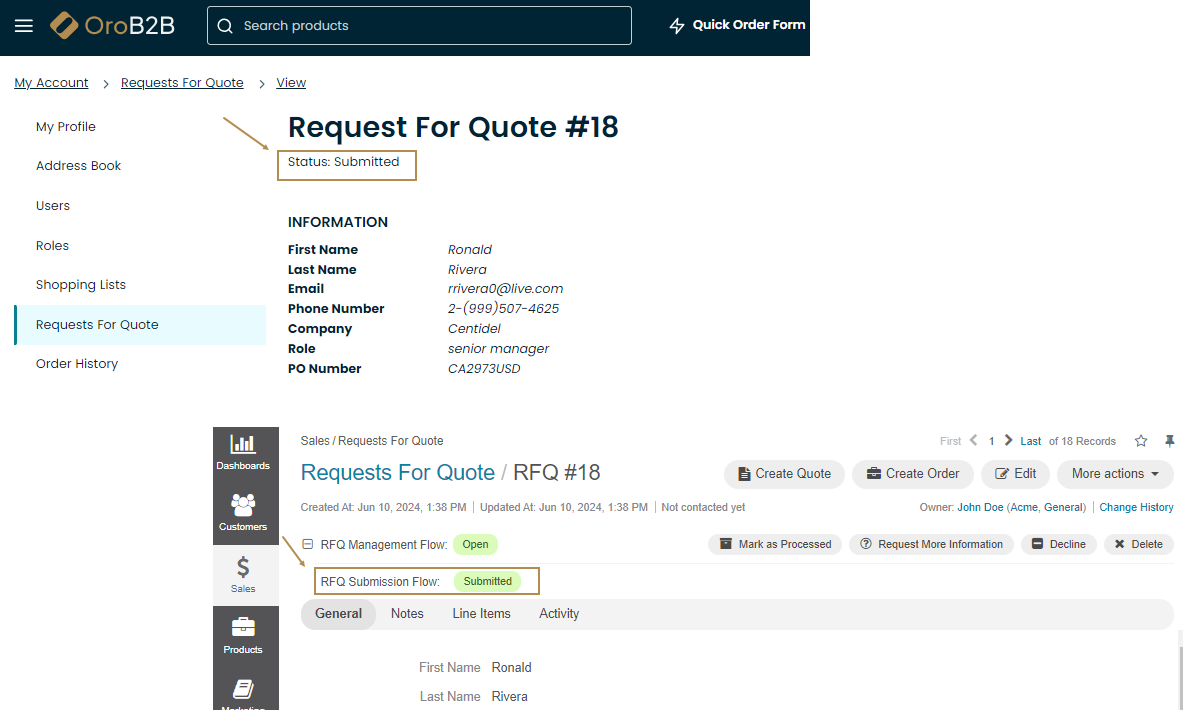 OroB2B
Search products
Quick Order Form
My Account > Requests For Quote > View
My Profile
Address Book
Users
Roles
Shopping Lists
Requests For Quote
Order History
Request For Quote #18
Status: Submitted
INFORMATION
First Name Ronald
Last Name Rivera
Email rrivera0@live.com
Phone Number 2-(999)507-4625
Company Centidel
Role senior manager
PO Number CA2973USD
Dashboards
Customers
Sales
Products
Marketing
Sales / Requests For Quote
First 1 Last of 18 Records
Requests For Quote / RFQ #18
Create Quote Create Order Edit More actions
Created At: Jun 10, 2024, 1:38 PM Updated At: Jun 10, 2024, 1:38 PM Not contacted yet
Owner: John Doe (Acme, General) Change History
RFQ Management Flow: Open
Mark as Processed Request More Information Decline Delete
RFQ Submission Flow: Submitted
General Notes Line Items Activity
First Name Ronald
Last Name Rivera